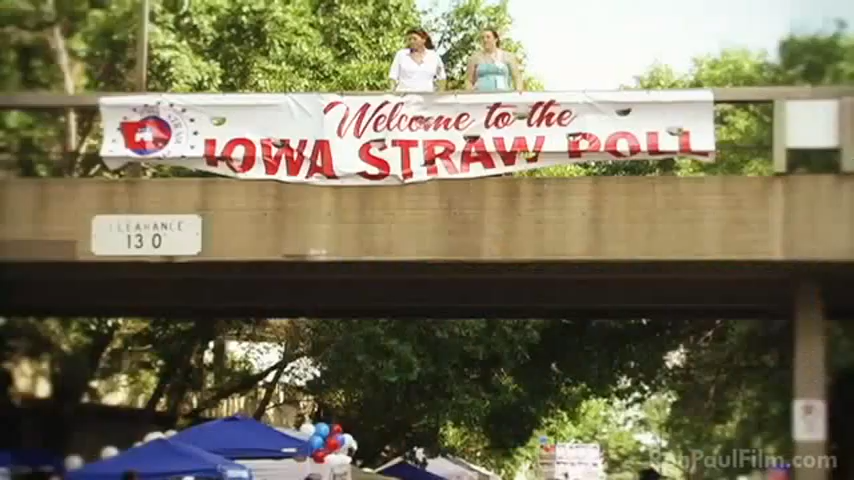 Welcome to the
IOWA STRAW POLL
CLEARANCE
13 0
RonPaulFilm.com